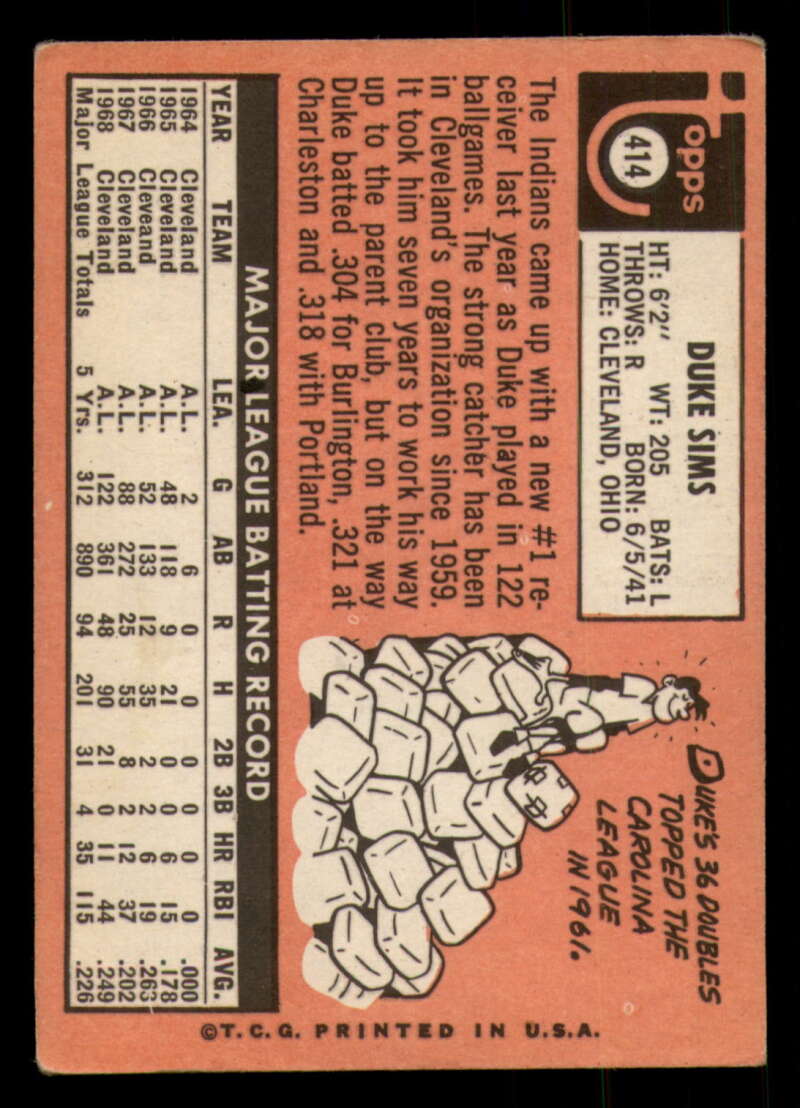 Topps
414
DUKE SIMS
HT: 6'2" WT: 205 BATS: L
THROWS: R BORN: 6/5/41
HOME: CLEVELAND, OHIO
The Indians came up with a new #1 re-
ceiver last year as Duke played in 122
ballgames. The strong catcher has been
in Cleveland's organization since 1959.
It took him seven years to work his way
up to the parent club, but on the way
Duke batted .304 for Burlington, .321 at
Charleston and .318 with Portland.
DUKE'S 36 DOUBLES
TOPPED THE
CAROLINA
LEAGUE
IN 1961.
MAJOR LEAGUE BATTING RECORD
YEAR TEAM LEA. G AB R H 2B 3B HR RBI AVG.
1964 Cleveland A.L. 2 6 0 0 0 0 0 0 .000
1965 Cleveland A.L. 48 118 9 21 0 0 6 15 .178
1966 Cleveand A.L. 52 133 12 35 2 2 6 19 .263
1967 Cleveland A.L. 88 272 25 55 8 2 12 37 .202
1968 Cleveland A.L. 122 361 48 90 21 0 11 44 .249
Major League Totals 5 Yrs. 312 890 94 201 31 4 35 115 .226
©T.C.G. PRINTED IN U.S.A.